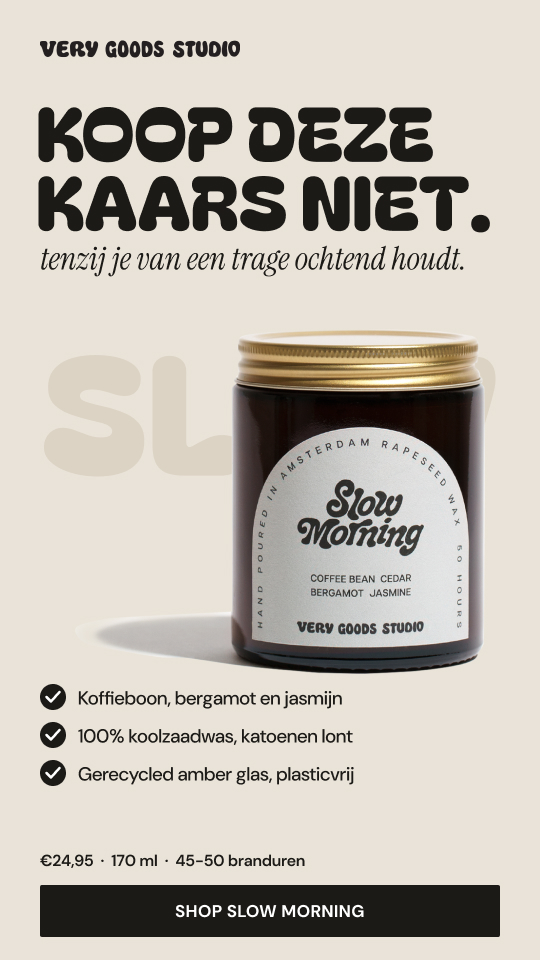 VERY GOODS STUDIO
KOOP DEZE
KAARS NIET.
tenzij je van een trage ochtend houdt.
SL
HAND POURED IN AMSTERDAM RAPESEED WAX 50 HOURS
Slow
Morning
COFFEE BEAN CEDAR
BERGAMOT JASMINE
VERY GOODS STUDIO
Koffieboon, bergamot en jasmijn
100% koolzaadwas, katoenen lont
Gerecycled amber glas, plasticvrij
€24,95 · 170 ml · 45-50 branduren
SHOP SLOW MORNING